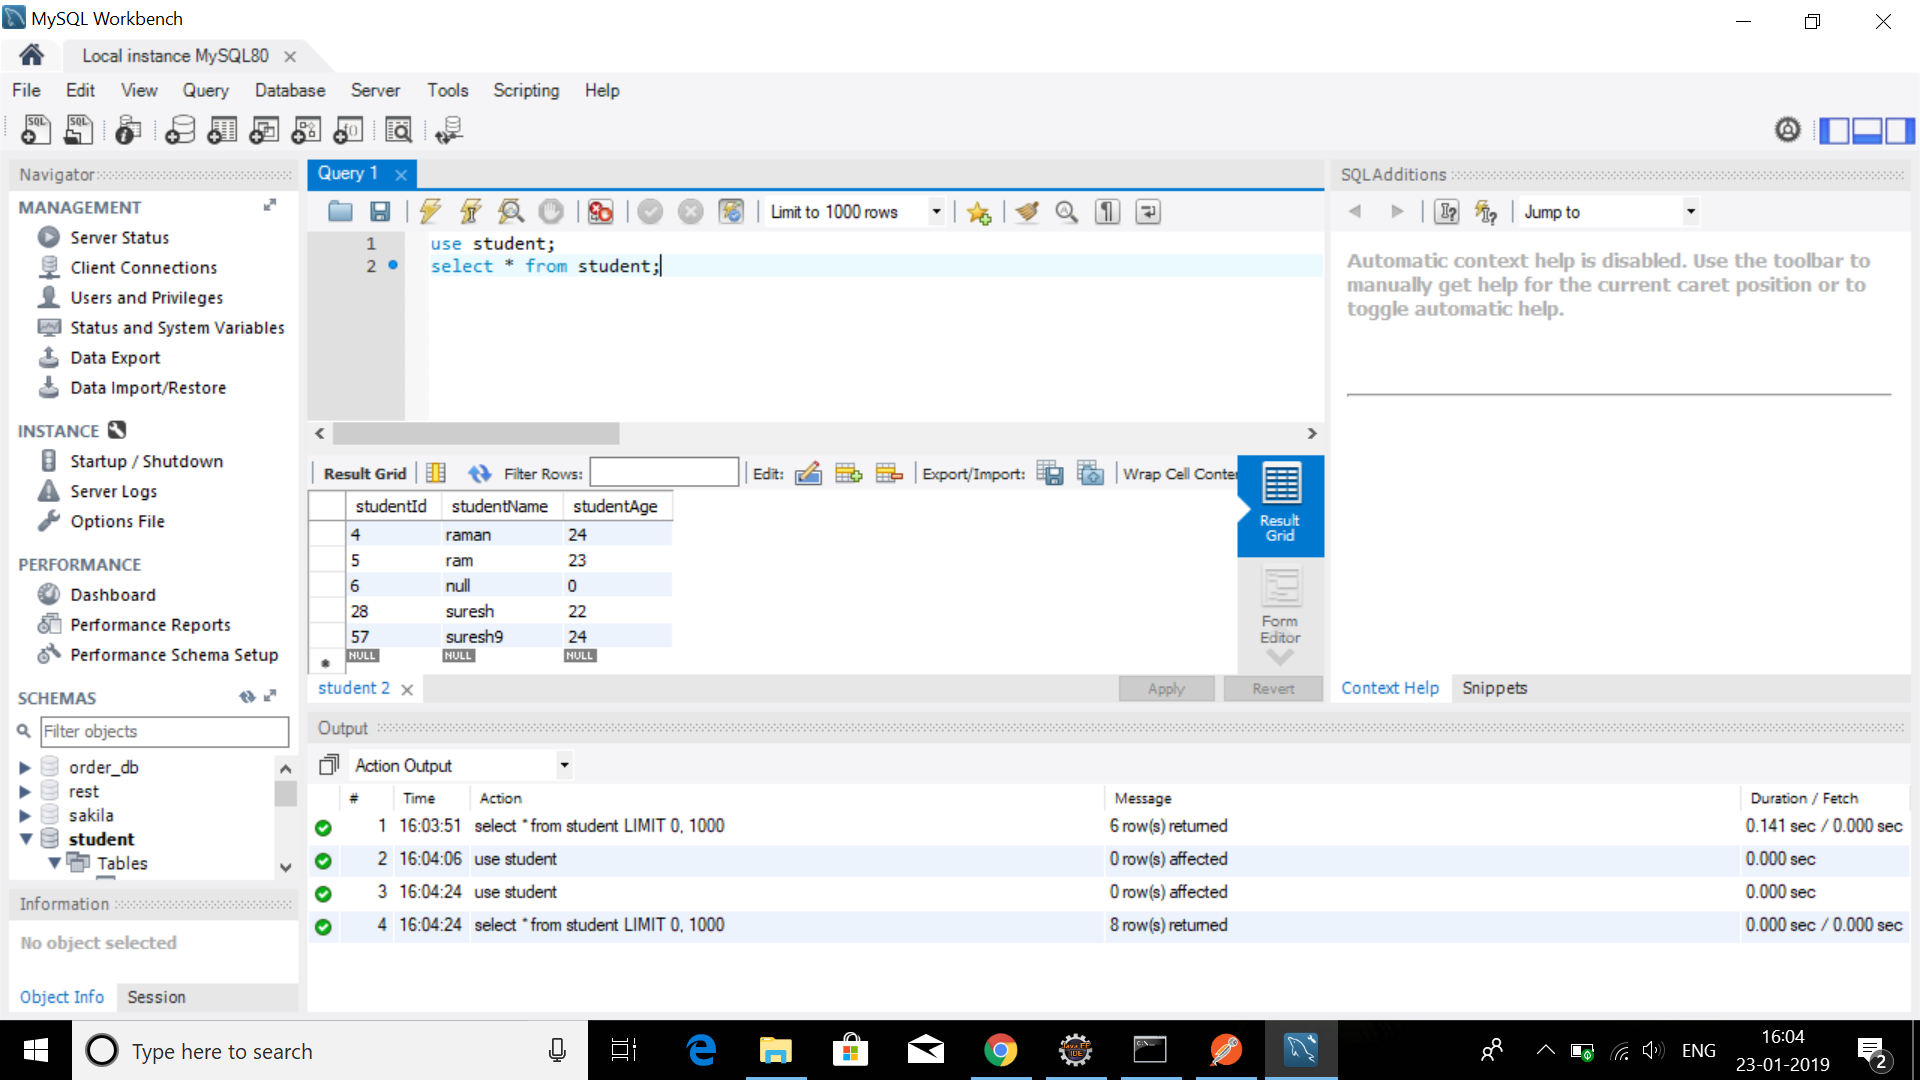 MySQL Workbench
Local instance MySQL80
File Edit View Query Database Server Tools Scripting Help
Navigator
MANAGEMENT
Server Status
Client Connections
Users and Privileges
Status and System Variables
Data Export
Data Import/Restore
INSTANCE
Startup / Shutdown
Server Logs
Options File
PERFORMANCE
Dashboard
Performance Reports
Performance Schema Setup
SCHEMAS
Filter objects
order_db
rest
sakila
student
Tables
Information
No object selected
Object Info Session
Query 1
Limit to 1000 rows
1 use student;
2 select * from student;
Result Grid Filter Rows: Edit: Export/Import: Wrap Cell Conte
studentId studentName studentAge
4 raman 24
5 ram 23
6 null 0
28 suresh 22
57 suresh9 24
NULL NULL NULL
Result
Grid
Form
Editor
student 2
Apply Revert
SQLAdditions
Jump to
Automatic context help is disabled. Use the toolbar to
manually get help for the current caret position or to
toggle automatic help.
Context Help Snippets
Output
Action Output
# Time Action Message Duration / Fetch
1 16:03:51 select * from student LIMIT 0, 1000 6 row(s) returned 0.141 sec / 0.000 sec
2 16:04:06 use student 0 row(s) affected 0.000 sec
3 16:04:24 use student 0 row(s) affected 0.000 sec
4 16:04:24 select * from student LIMIT 0, 1000 8 row(s) returned 0.000 sec / 0.000 sec
Type here to search
ENG
16:04
23-01-2019
2